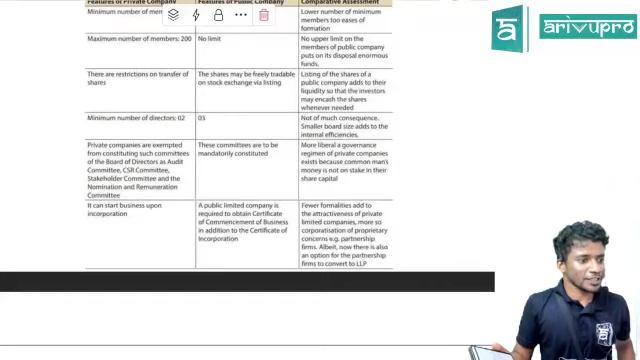 Features of Private Company Features of Public Company Comparative Assessment
Minimum number of Lower number of minimum
members too eases of
formation
Maximum number of members: 200 No limit No upper limit on the
members of public company
puts on its disposal enormous
funds.
There are restrictions on transfer of The shares may be freely tradable Listing of the shares of a
shares on stock exchange via listing public company adds to their
liquidity so that the investors
may encash the shares
whenever needed
Minimum number of directors: 02 03 Not of much consequence.
Smaller board size adds to the
internal efficiencies.
Private companies are exempted These committees are to be More liberal a governance
from constituting such committees mandatorily constituted regimen of private companies
of the Board of Directors as Audit exists because common man's
Committee, CSR Committee, money is not on stake in their
Stakeholder Committee and the share capital
Nomination and Remuneration
Committee
It can start business upon A public limited company is Fewer formalities add to
incorporation required to obtain Certificate the attractiveness of private
of Commencement of Business limited companies, more so
in addition to the Certificate of corporatisation of proprietary
Incorporation concerns e.g. partnership
firms. Albeit, now there is also
an option for the partnership
firms to convert to LLP
arivupro